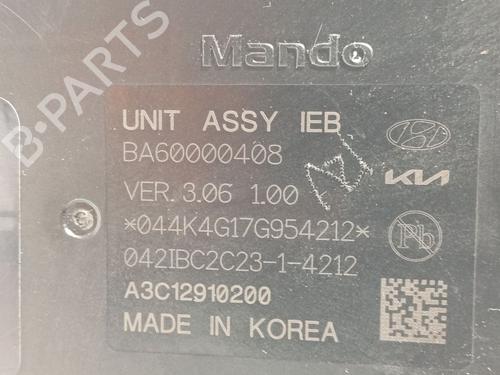 Mando
UNIT ASSY IEB
BA60000408
VER. 3.06 1.00
*044K4G17G954212*
042IBC2C23-1-4212
A3C12910200
MADE IN KOREA
KIA
Pb
B-PARTS